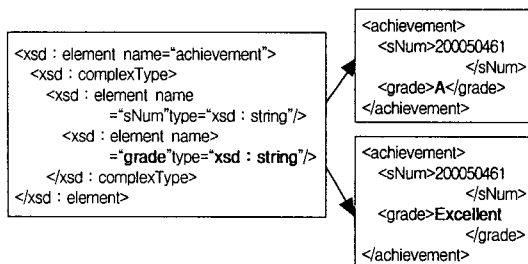 <xsd : element name="achievement">
<xsd : complexType>
<xsd : element name
="sNum"type="xsd : string"/>
<xsd : element name>
="grade"type="xsd : string"/>
</xsd : complexType>
</xsd : element>
<achievement>
<sNum>200050461
</sNum>
<grade>A</grade>
</achievement>
<achievement>
<sNum>200050461
</sNum>
<grade>Excellent
</grade>
</achievement>